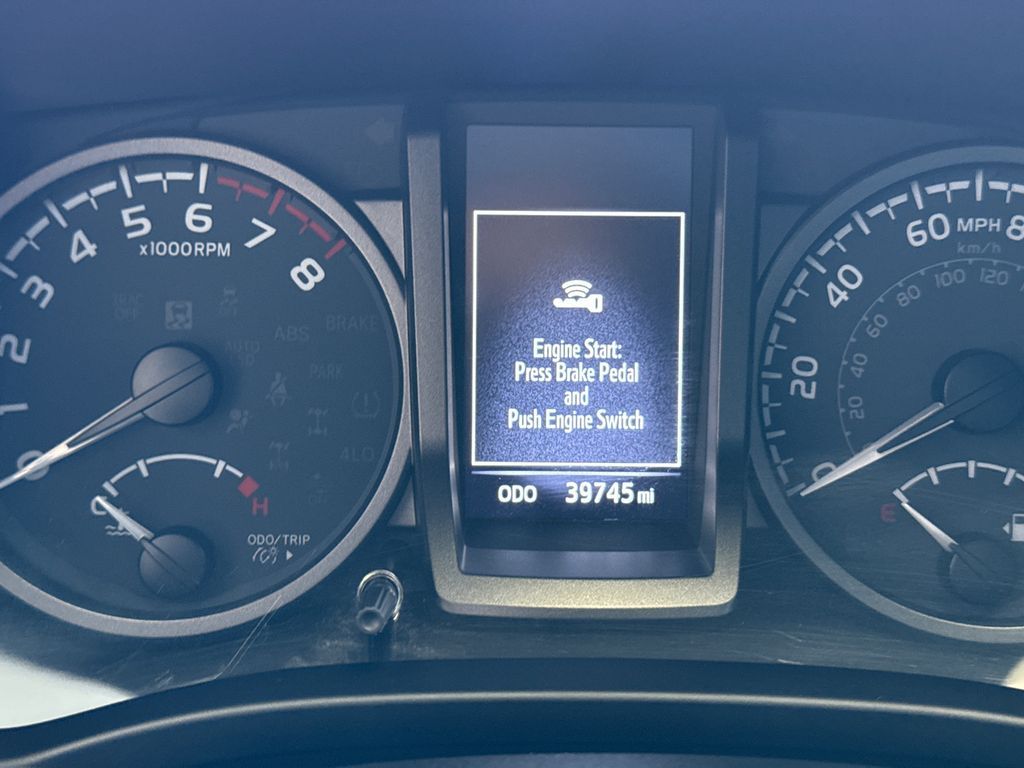 5 6
4 7
x1000RPM
3 8
2
1
0
ABS BRAKE
4LO
H
ODO/TRIP
Engine Start:
Press Brake Pedal
and
Push Engine Switch
ODO 39745 mi
60 MPH 8
km/h
40
100 120
80
60
20
40
20
0
E